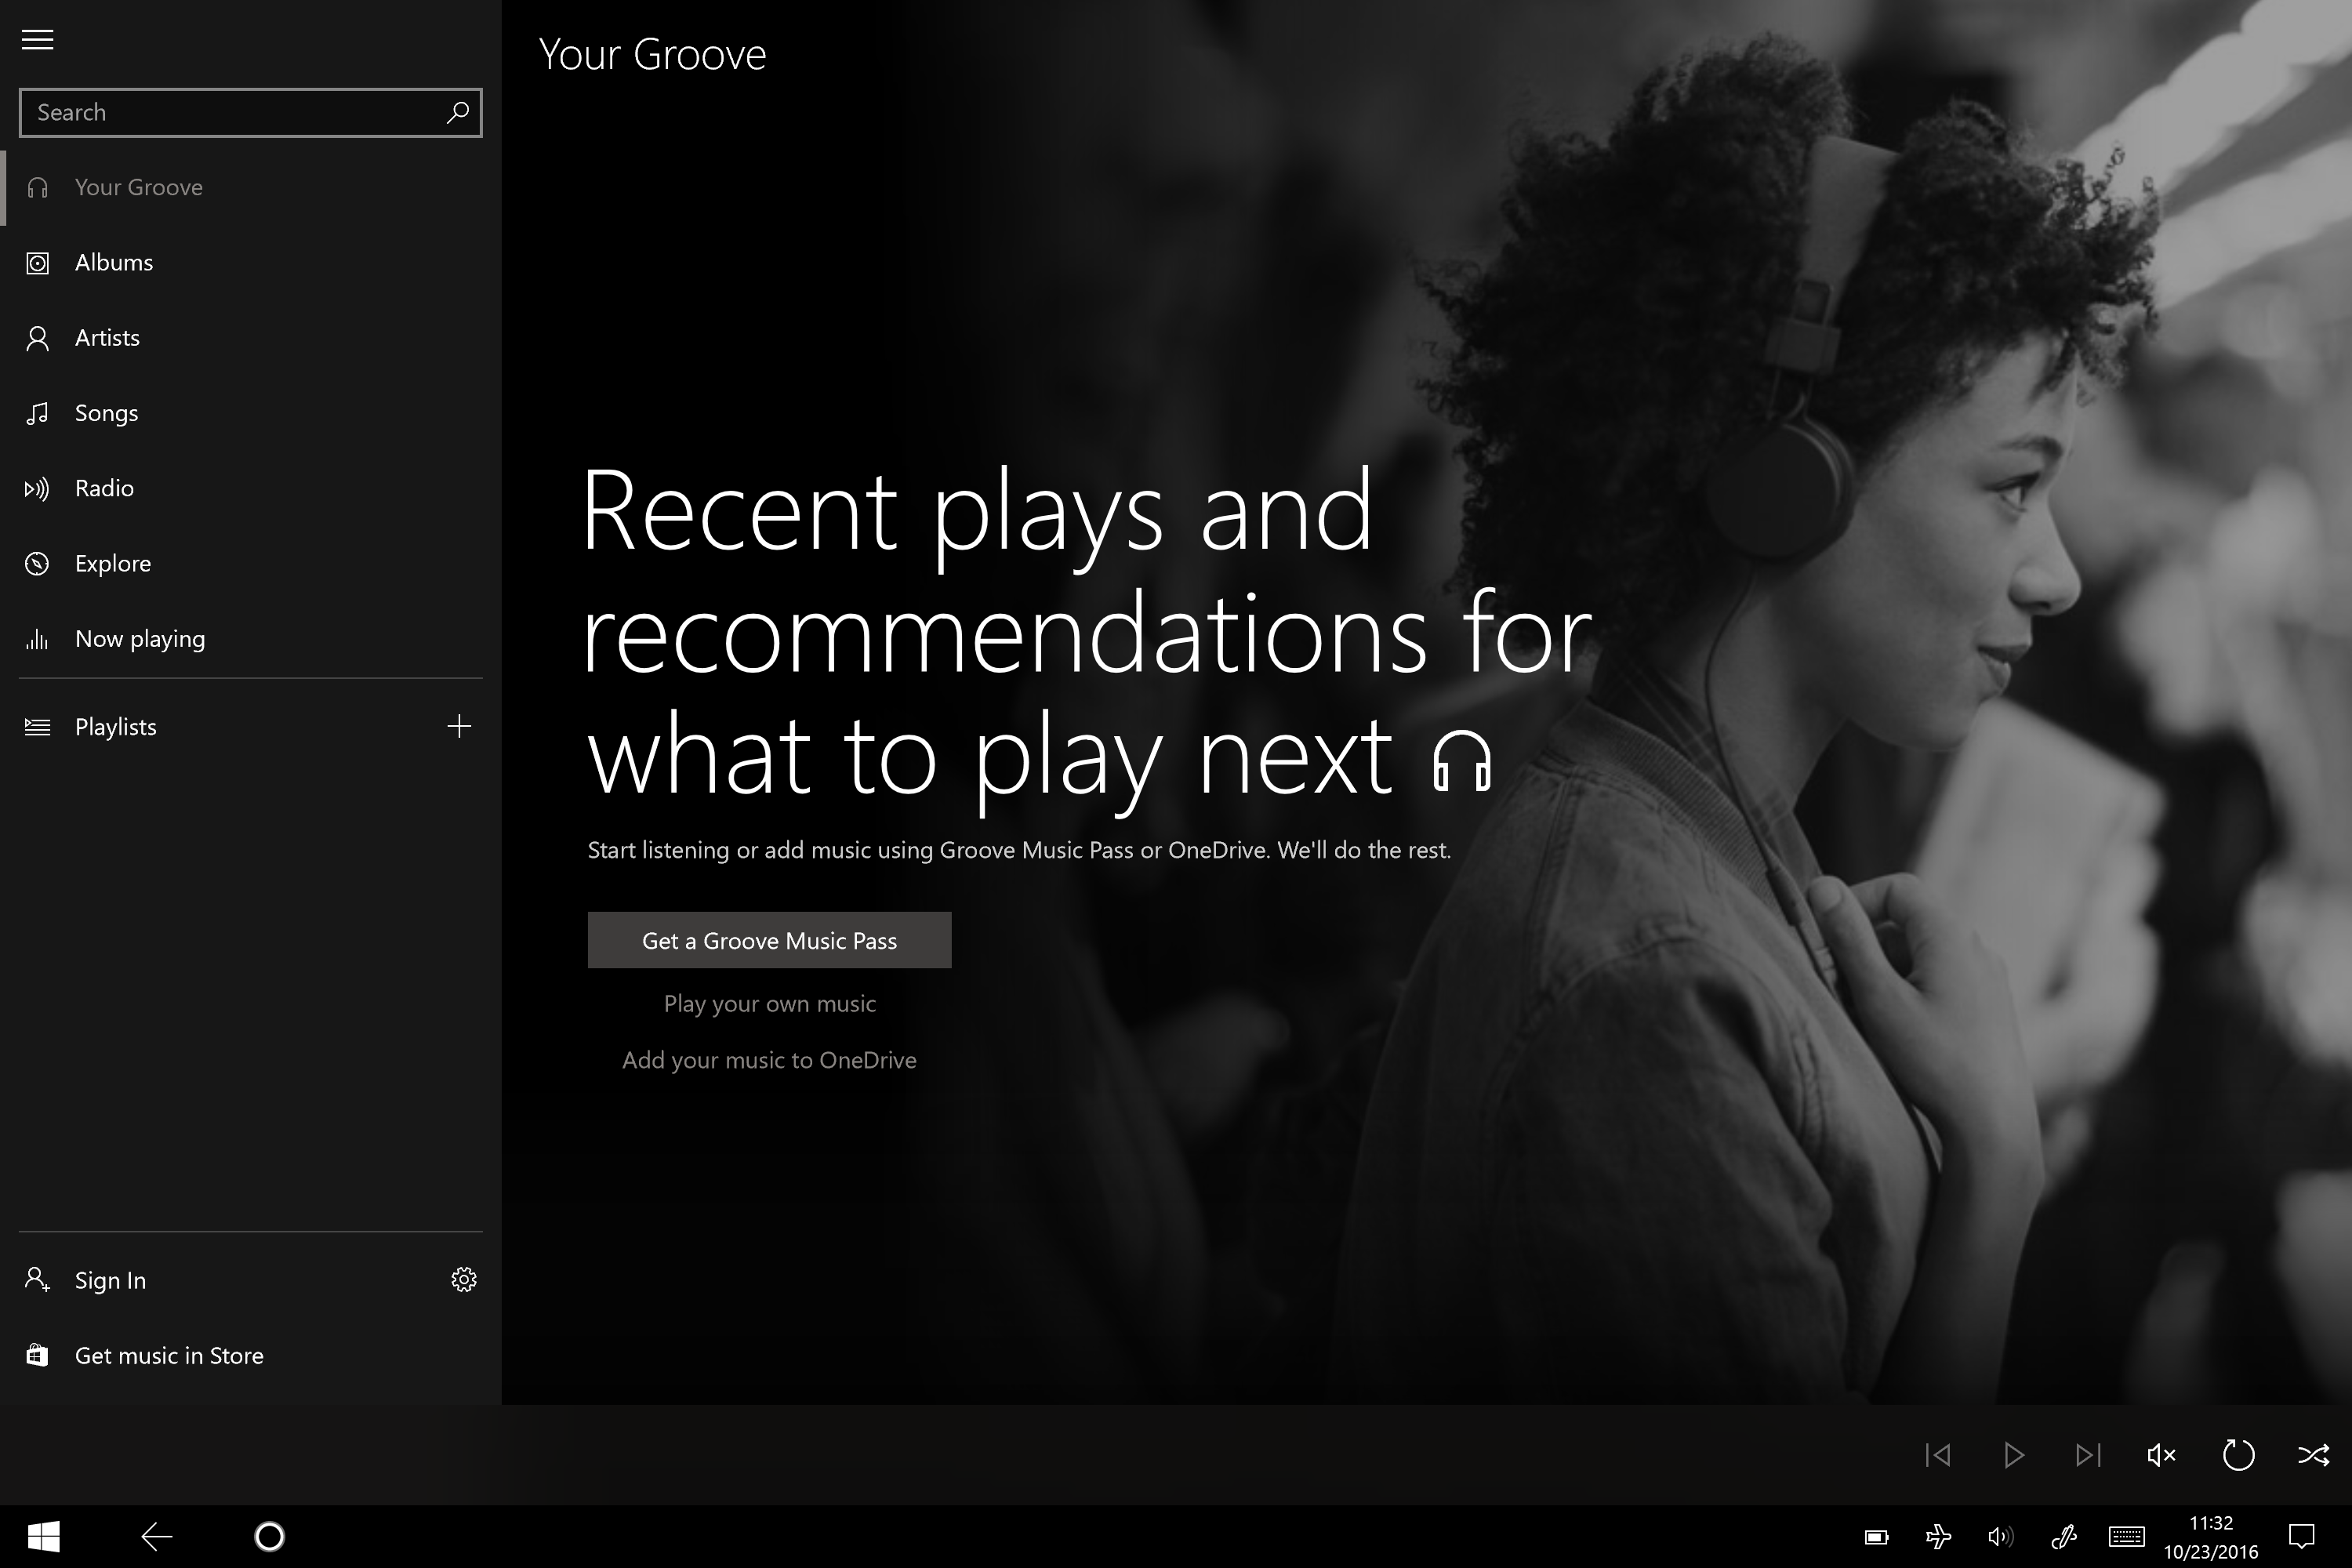 Your Groove
Search
Your Groove
Albums
Artists
Songs
Radio
Explore
Now playing
Playlists
Recent plays and
recommendations for
what to play next
Start listening or add music using Groove Music Pass or OneDrive. We'll do the rest.
Get a Groove Music Pass
Play your own music
Add your music to OneDrive
Sign In
Get music in Store
11:32
10/23/2016